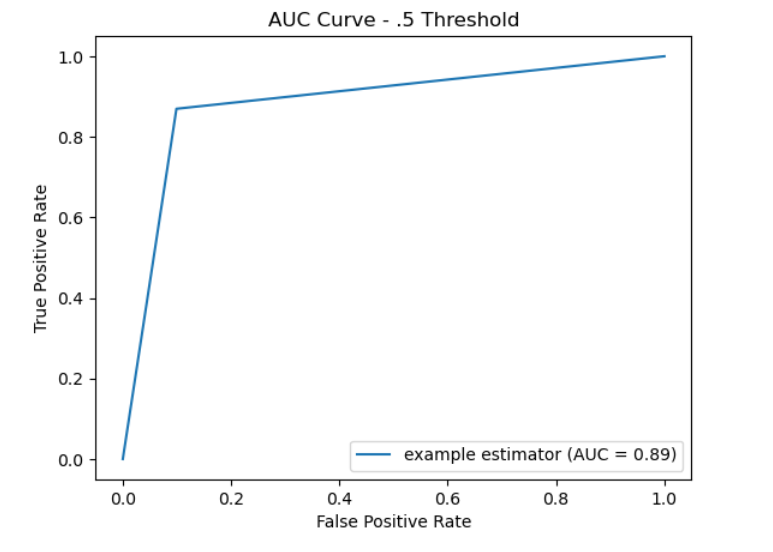 AUC Curve - .5 Threshold
1.0
0.8
0.6
0.4
0.2
0.0
True Positive Rate
example estimator (AUC = 0.89)
0.0 0.2 0.4 0.6 0.8 1.0
False Positive Rate